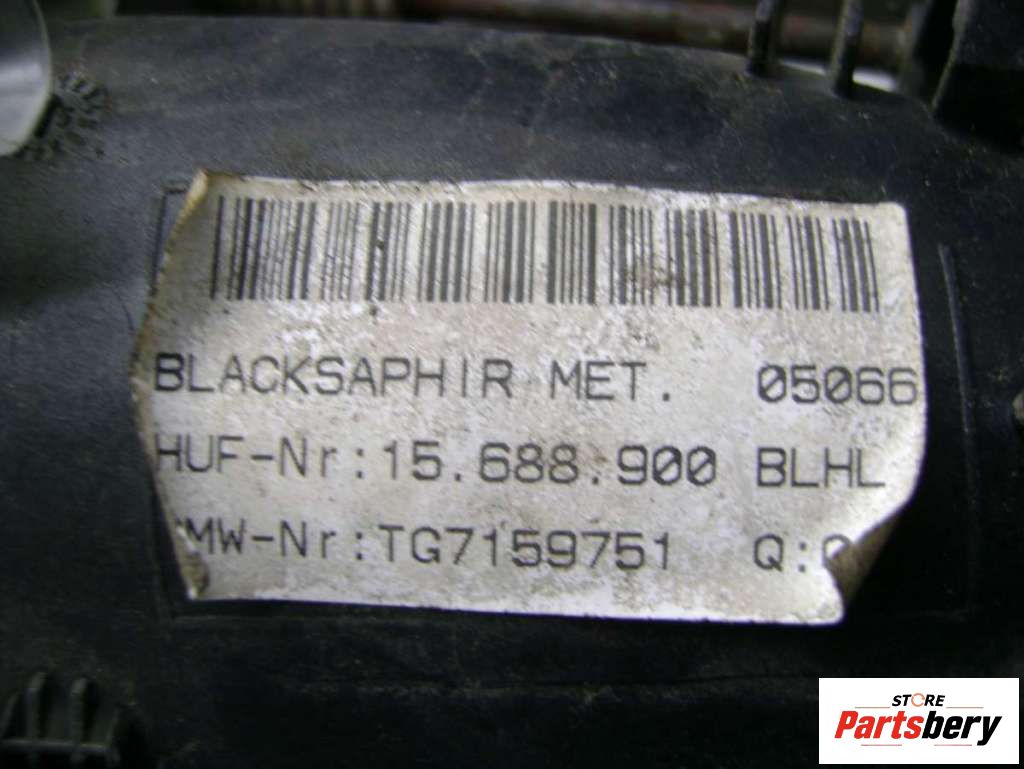 BLACKSAPHIR MET. 05066
HUF-Nr:15.688.900 BLHL
MW-Nr:TG7159751 Q:
STORE
Partsbery